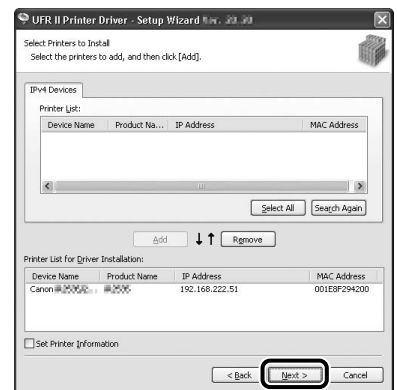 UFR II Printer Driver - Setup Wizard
Select Printers to Install
Select the printers to add, and then click [Add].
IPv4 Devices
Printer List:
Device Name Product Na... IP Address MAC Address
Select All Search Again
Add Remove
Printer List for Driver Installation:
Device Name Product Name IP Address MAC Address
Canon 192.168.222.51 001E8F294200
Set Printer Information
< Back Next > Cancel